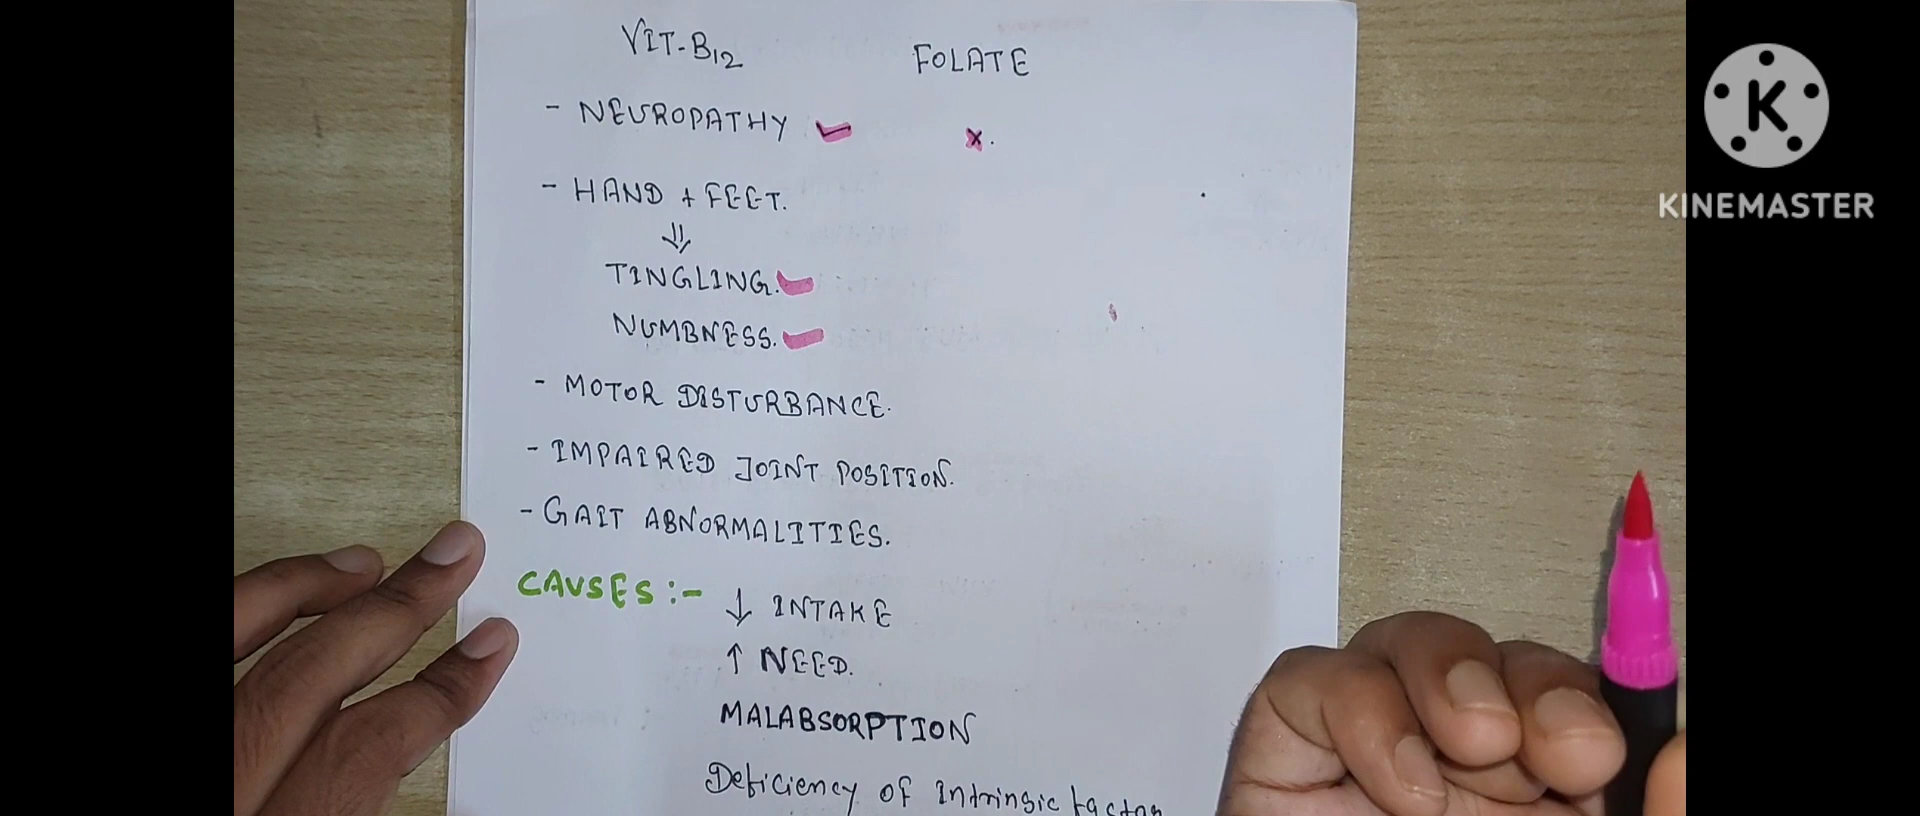 VIT-B12 FOLATE
- NEUROPATHY ✓ x.
- HAND + FEET.
⇓
TINGLING.
NUMBNESS.
- MOTOR DISTURBANCE.
- IMPAIRED JOINT POSITION.
- GAIT ABNORMALITIES.
CAUSES :- ↓ INTAKE
↑ NEED.
MALABSORPTION
Deficiency of intrinsic factor
K
KINEMASTER